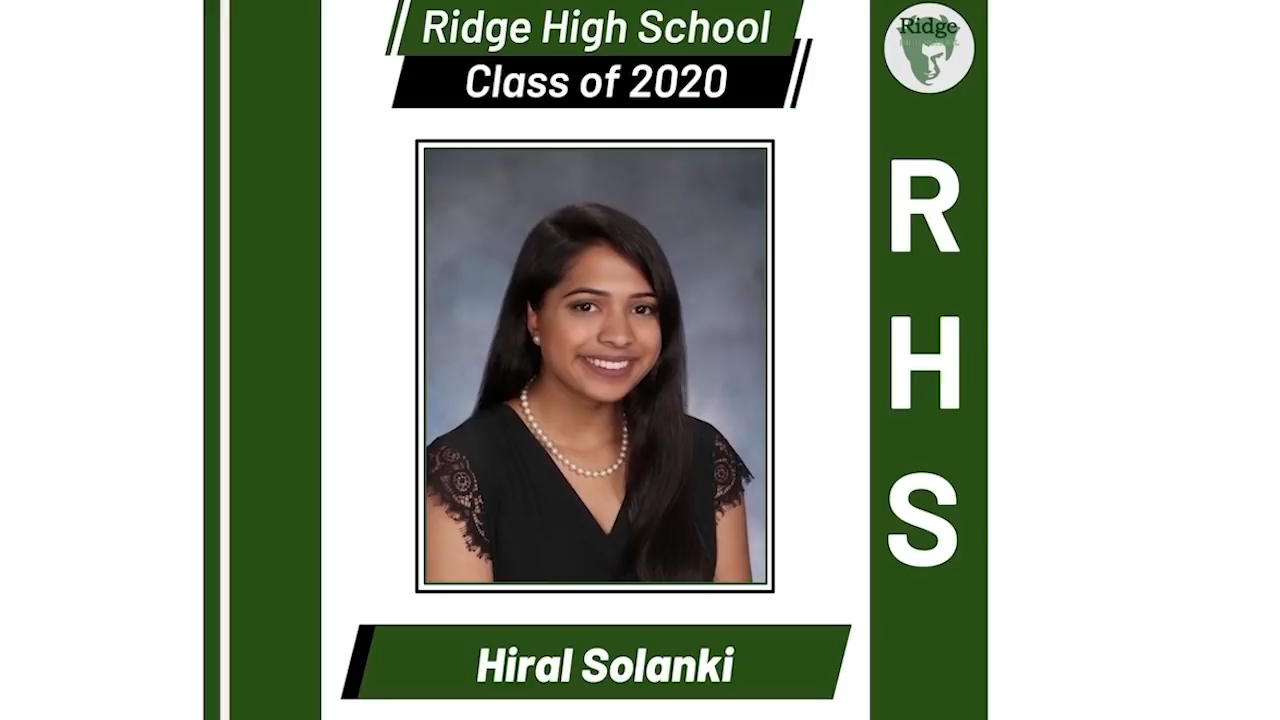 Ridge High School
Class of 2020
Ridge
R
H
S
Hiral Solanki